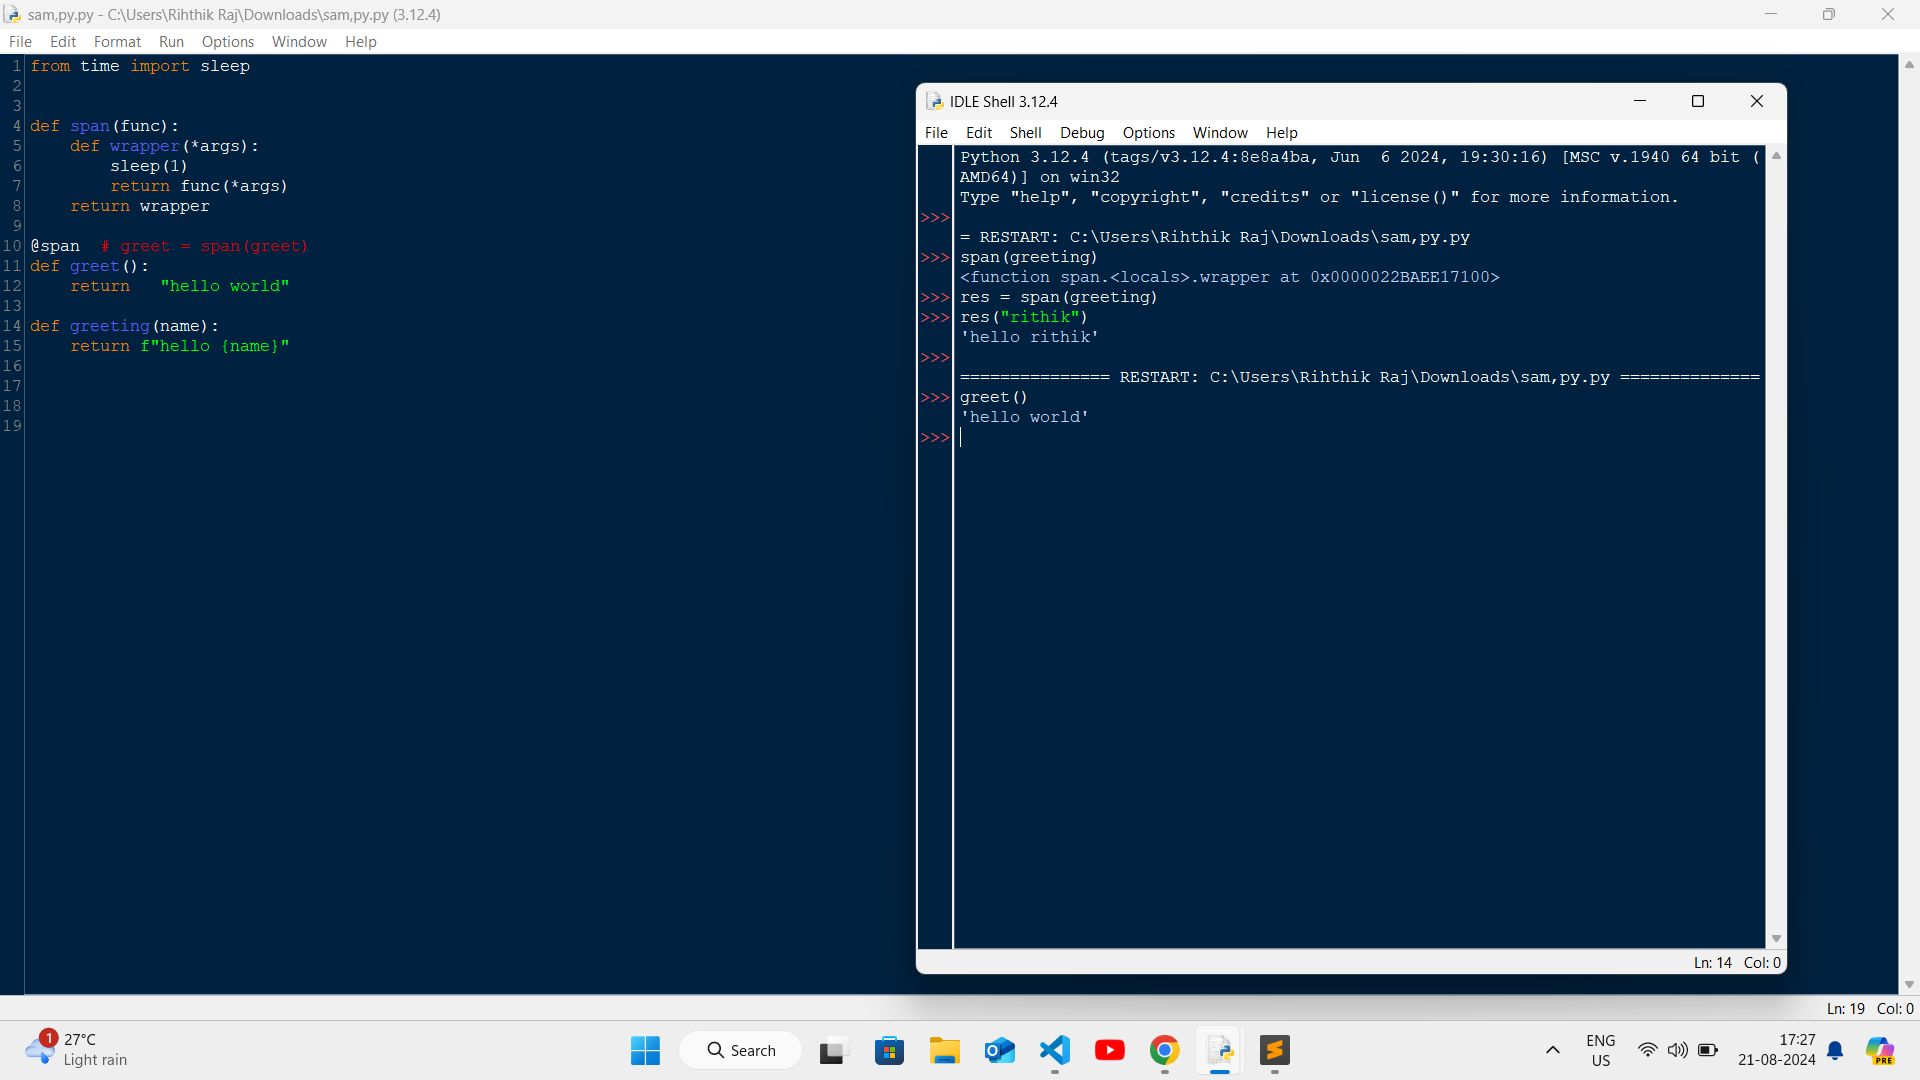 sam,py.py - C:\Users\Rihthik Raj\Downloads\sam,py.py (3.12.4)
File Edit Format Run Options Window Help
1 from time import sleep
2
3
4 def span(func):
5     def wrapper(*args):
6         sleep(1)
7         return func(*args)
8     return wrapper
9
10 @span  # greet = span(greet)
11 def greet():
12     return   "hello world"
13
14 def greeting(name):
15     return f"hello {name}"
16
17
18
19
IDLE Shell 3.12.4
File Edit Shell Debug Options Window Help
Python 3.12.4 (tags/v3.12.4:8e8a4ba, Jun  6 2024, 19:30:16) [MSC v.1940 64 bit (
AMD64)] on win32
Type "help", "copyright", "credits" or "license()" for more information.
>>>
= RESTART: C:\Users\Rihthik Raj\Downloads\sam,py.py
>>> span(greeting)
<function span.<locals>.wrapper at 0x0000022BAEE17100>
>>> res = span(greeting)
>>> res("rithik")
'hello rithik'
>>>
=============== RESTART: C:\Users\Rihthik Raj\Downloads\sam,py.py ==============
>>> greet()
'hello world'
>>>
Ln: 14 Col: 0
Ln: 19 Col: 0
1
27°C
Light rain
Search
ENG
US
17:27
21-08-2024
PRE